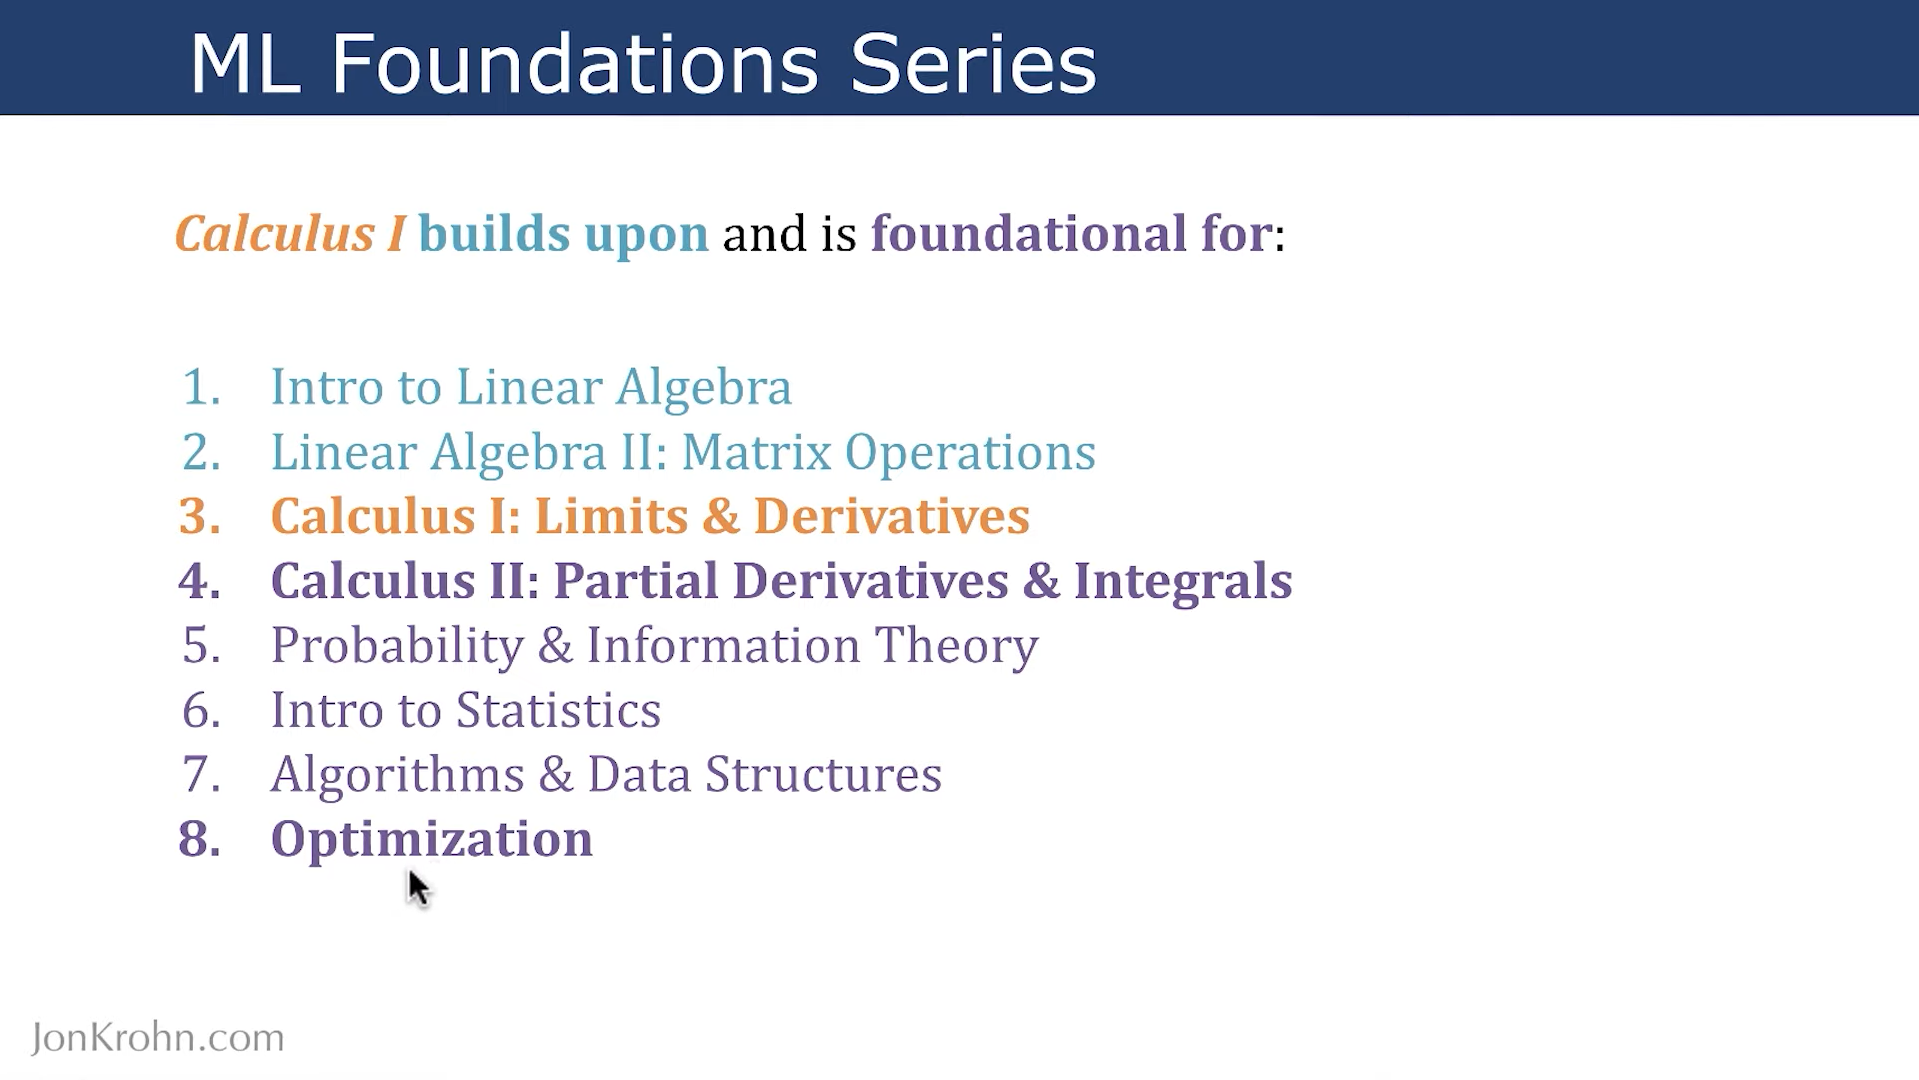 ML Foundations Series
Calculus I builds upon and is foundational for:
1. Intro to Linear Algebra
2. Linear Algebra II: Matrix Operations
3. Calculus I: Limits & Derivatives
4. Calculus II: Partial Derivatives & Integrals
5. Probability & Information Theory
6. Intro to Statistics
7. Algorithms & Data Structures
8. Optimization
JonKrohn.com